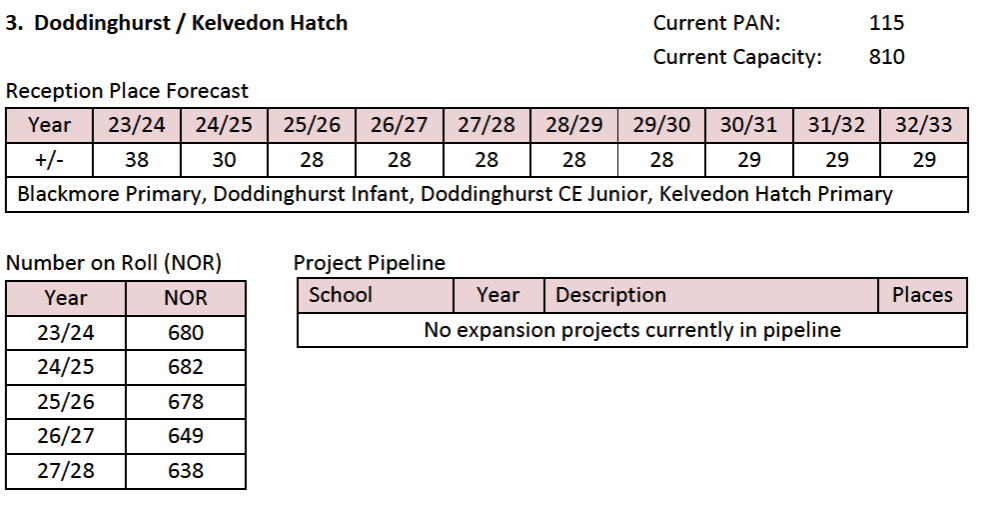 3. Doddinghurst / Kelvedon Hatch
Current PAN: 115
Current Capacity: 810
Reception Place Forecast
Year 23/24 24/25 25/26 26/27 27/28 28/29 29/30 30/31 31/32 32/33
+/- 38 30 28 28 28 28 28 29 29 29
Blackmore Primary, Doddinghurst Infant, Doddinghurst CE Junior, Kelvedon Hatch Primary
Number on Roll (NOR)
Year NOR
23/24 680
24/25 682
25/26 678
26/27 649
27/28 638
Project Pipeline
School Year Description Places
No expansion projects currently in pipeline